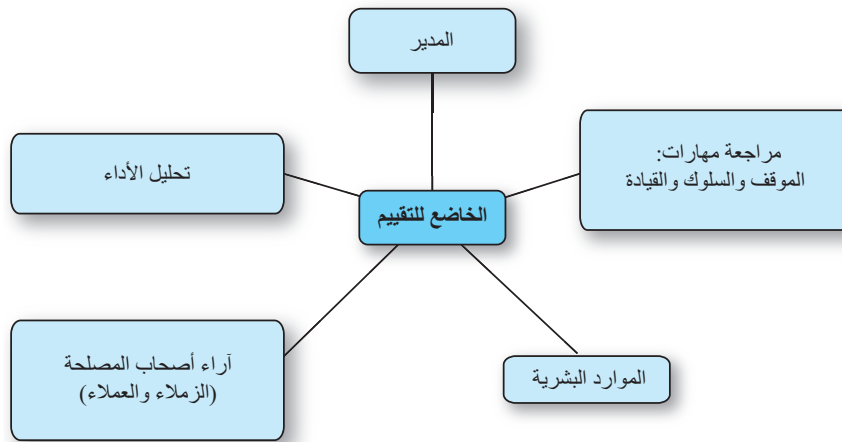 المدير
مراجعة مهارات:
الموقف والسلوك والقيادة
تحليل الأداء
الخاضع للتقييم
آراء أصحاب المصلحة
(الزملاء والعملاء)
الموارد البشرية